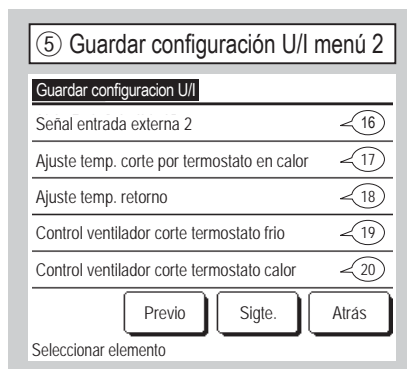 ⑤ Guardar configuración U/I menú 2
Guardar configuracion U/I
Señal entrada externa 2 16
Ajuste temp. corte por termostato en calor 17
Ajuste temp. retorno 18
Control ventilador corte termostato frio 19
Control ventilador corte termostato calor 20
Previo Sigte. Atrás
Seleccionar elemento